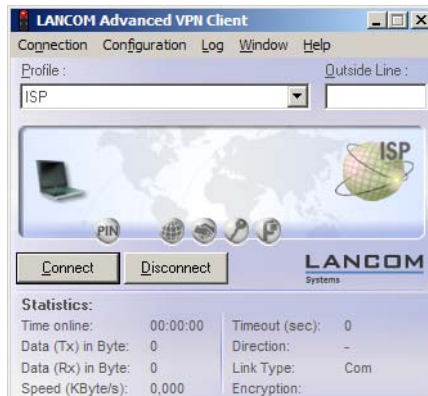 LANCOM Advanced VPN Client
Connection Configuration Log Window Help
Profile : Outside Line :
ISP
ISP
PIN
Connect Disconnect LANCOM
Systems
Statistics:
Time online: 00:00:00 Timeout (sec): 0
Data (Tx) in Byte: 0 Direction: -
Data (Rx) in Byte: 0 Link Type: Com
Speed (KByte/s): 0,000 Encryption: